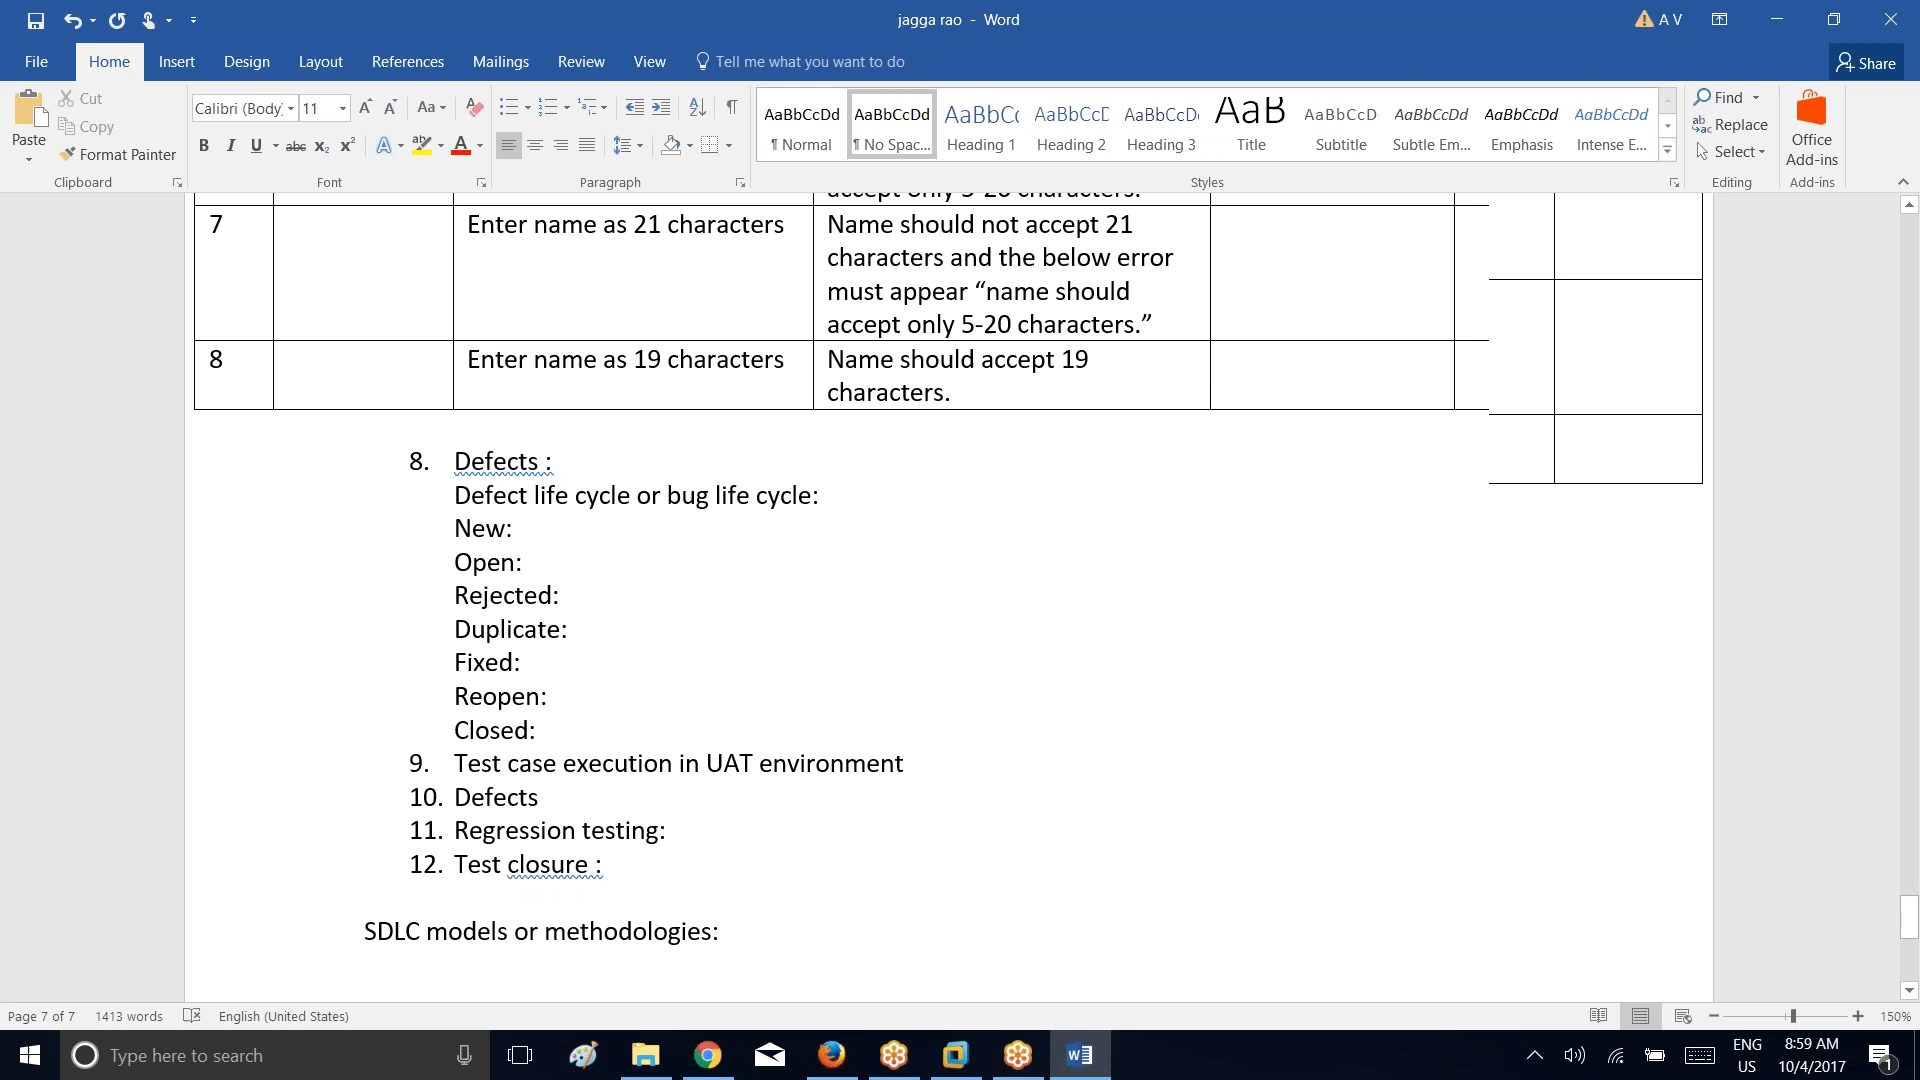 jagga rao - Word
A V
File
Home
Insert
Design
Layout
References
Mailings
Review
View
Tell me what you want to do
Share
Paste
Cut
Copy
Format Painter
Clipboard
Calibri (Body)
11
Font
Paragraph
AaBbCcDd
¶ Normal
AaBbCcDd
¶ No Spac...
AaBbCc
Heading 1
AaBbCcD
Heading 2
AaBbCcDd
Heading 3
AaB
Title
AaBbCcD
Subtitle
AaBbCcDd
Subtle Em...
AaBbCcDd
Emphasis
AaBbCcDd
Intense E...
Styles
Find
Replace
Select
Editing
Office
Add-ins
Add-ins
accept only 5-20 characters.
7
Enter name as 21 characters
Name should not accept 21
characters and the below error
must appear “name should
accept only 5-20 characters.”
8
Enter name as 19 characters
Name should accept 19
characters.
8. Defects :
Defect life cycle or bug life cycle:
New:
Open:
Rejected:
Duplicate:
Fixed:
Reopen:
Closed:
9. Test case execution in UAT environment
10. Defects
11. Regression testing:
12. Test closure :
SDLC models or methodologies:
Page 7 of 7
1413 words
English (United States)
150%
Type here to search
ENG
US
8:59 AM
10/4/2017
1